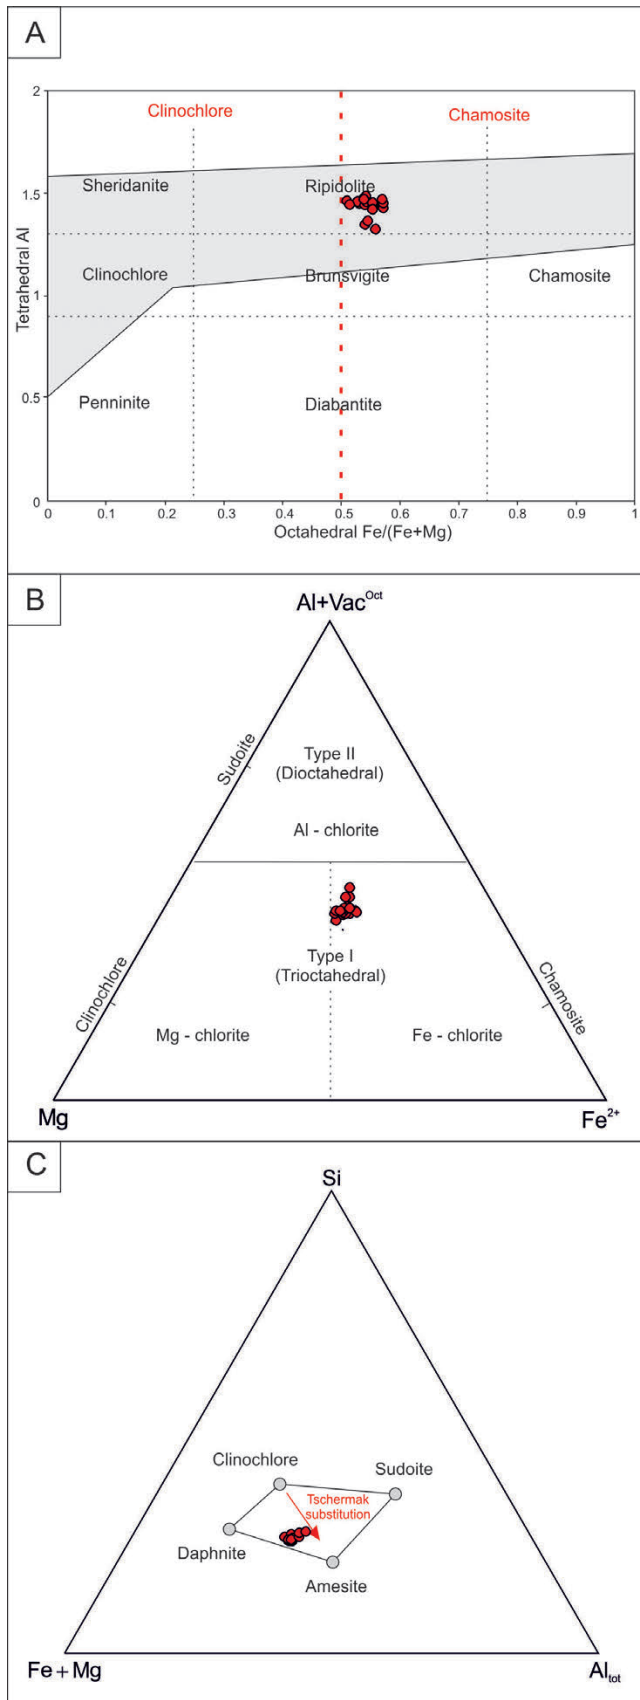 A
Clinochlore
Chamosite
Sheridanite
Ripidolite
Clinochlore
Brunsvigite
Chamosite
Penninite
Diabantite
Tetrahedral Al
2
1.5
1
0.5
0
0 0.1 0.2 0.3 0.4 0.5 0.6 0.7 0.8 0.9 1
Octahedral Fe/(Fe+Mg)
B
Al+Vac^Oct
Sudoite
Type II
(Dioctahedral)
Al - chlorite
Type I
(Trioctahedral)
Clinochlore
Chamosite
Mg - chlorite
Fe - chlorite
Mg
Fe²⁺
C
Si
Clinochlore
Sudoite
Tschermak
substitution
Daphnite
Amesite
Fe + Mg
Al_tot